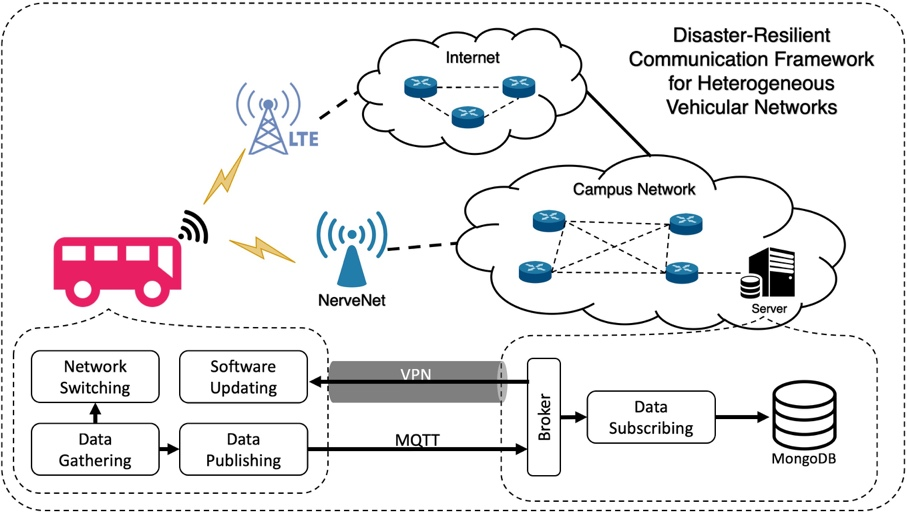 Disaster-Resilient
Communication Framework
for Heterogeneous
Vehicular Networks
Internet
LTE
Campus Network
NerveNet
Server
Network
Switching
Software
Updating
VPN
Broker
Data
Subscribing
Data
Gathering
Data
Publishing
MQTT
MongoDB